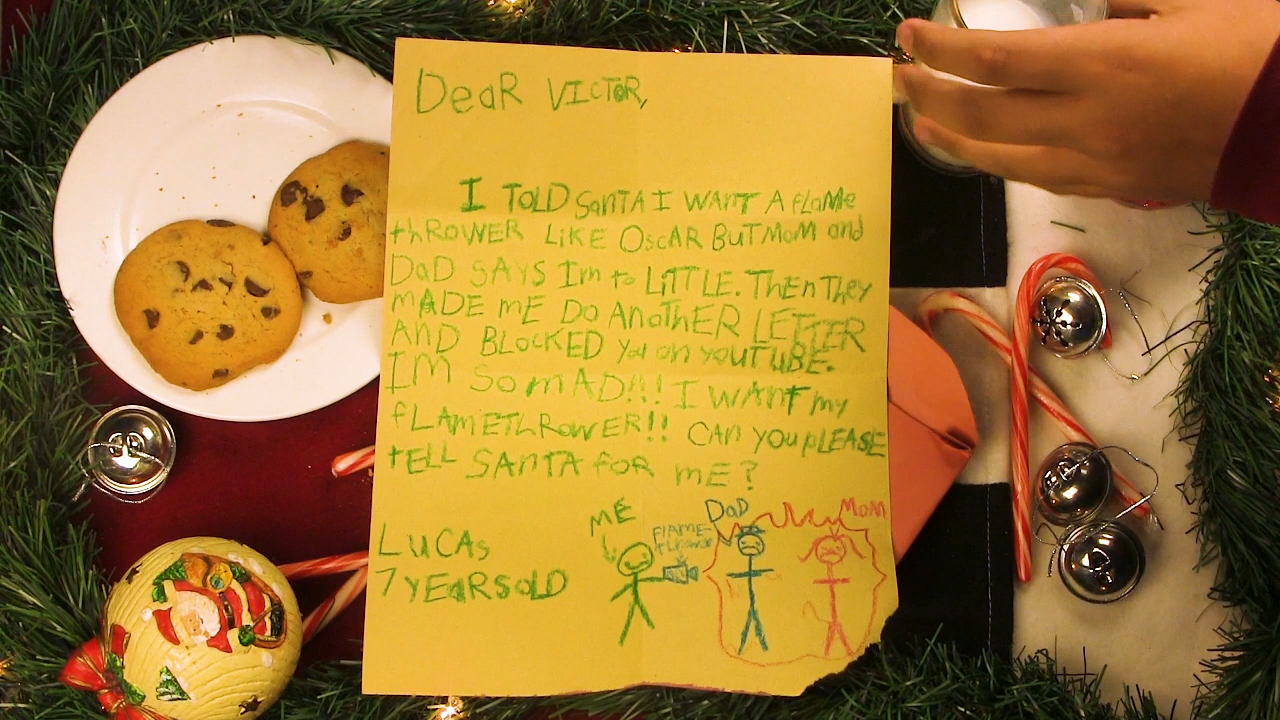 DeaR VICTOR,
I TOLD SanTA I WANT A fLaMe
thROWER LIKE OscAR BUT MoM and
DaD SAYS Im to LITTLE. THEn THey
MADE ME DO AnoTHER LETTER
AND BLOCKED You on YOUTUBE.
IM So MAD!!! I WANT my
fLAMEThROWER!! CAN YOU pLEASE
tELL SANTA FOR ME?
LUCAs
7 YEARS OLD
ME
FLAME-
tHROWER
DaD
MoM